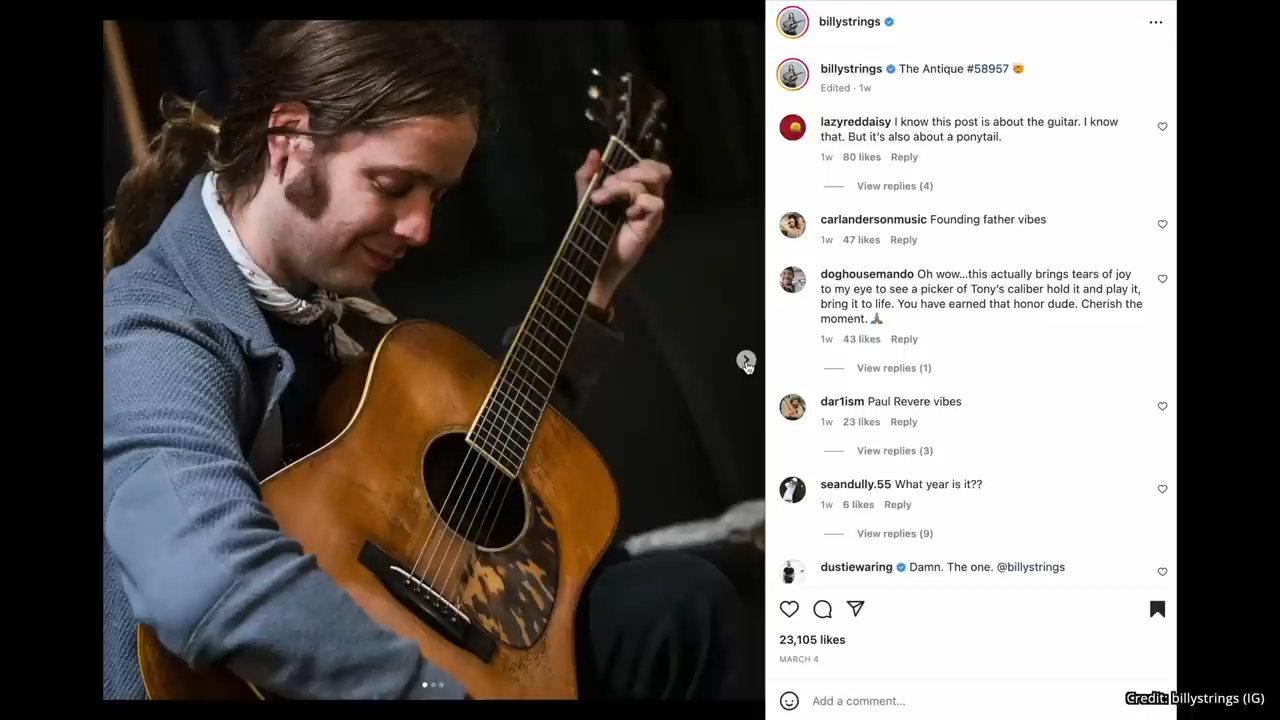 billystrings
billystrings The Antique #58957 🤯
Edited · 1w
lazyreddaisy I know this post is about the guitar. I know
that. But it's also about a ponytail.
1w 80 likes Reply
View replies (4)
carlandersonmusic Founding father vibes
1w 47 likes Reply
doghousemando Oh wow...this actually brings tears of joy
to my eye to see a picker of Tony's caliber hold it and play it,
bring it to life. You have earned that honor dude. Cherish the
moment. 🙏🏽
1w 43 likes Reply
View replies (1)
dar1ism Paul Revere vibes
1w 23 likes Reply
View replies (3)
seandully.55 What year is it??
1w 6 likes Reply
View replies (9)
dustiewaring Damn. The one. @billystrings
23,105 likes
MARCH 4
Add a comment...
Credit: billystrings (IG)